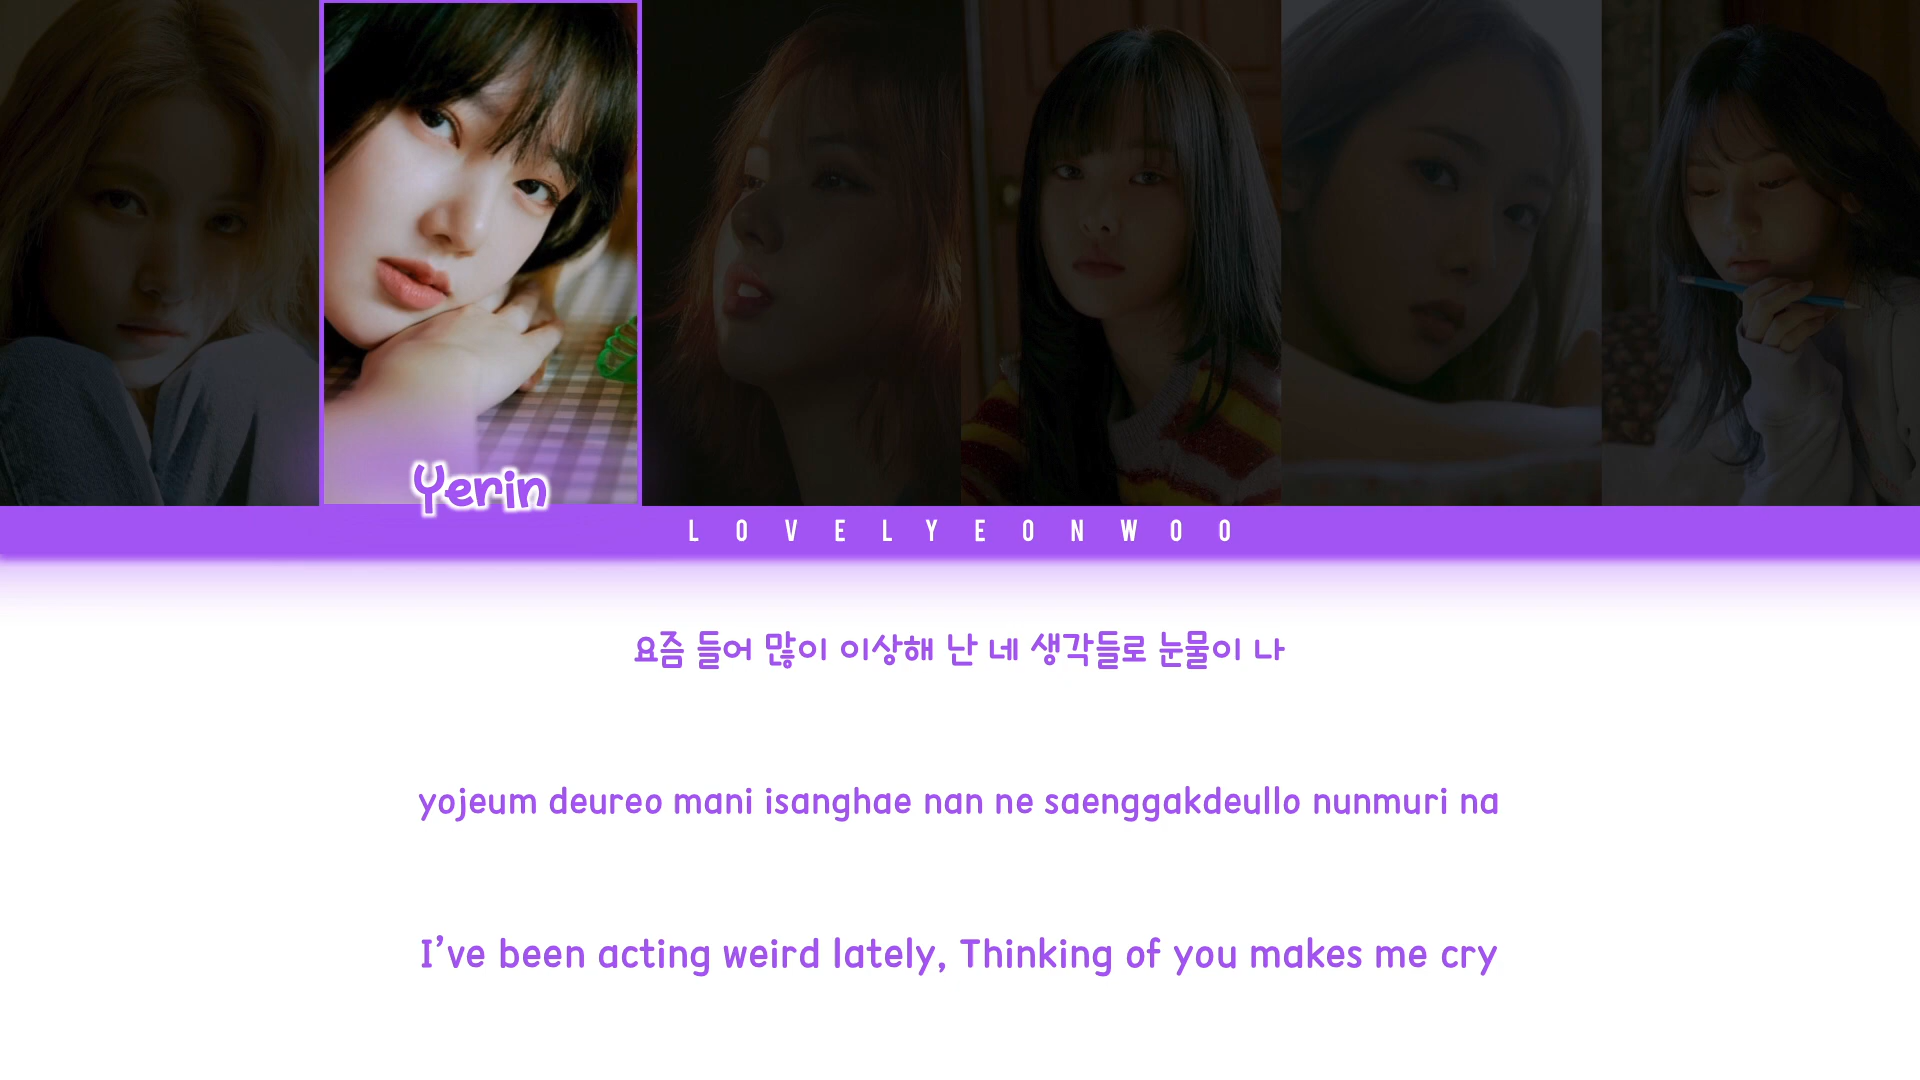 Yerin
LOVELYEONWOO
요즘 들어 많이 이상해 난 네 생각들로 눈물이 나
yojeum deureo mani isanghae nan ne saenggakdeullo nunmuri na
I've been acting weird lately, Thinking of you makes me cry